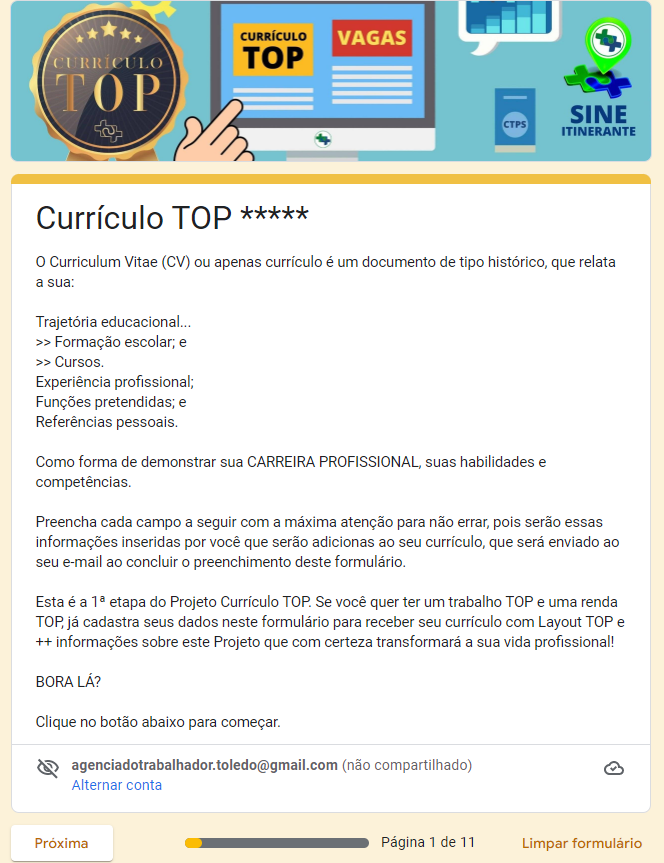 CURRÍCULO
TOP
CURRÍCULO
TOP
VAGAS
CTPS
SINE
ITINERANTE
Currículo TOP *****
O Curriculum Vitae (CV) ou apenas currículo é um documento de tipo histórico, que relata
a sua:
Trajetória educacional...
>> Formação escolar; e
>> Cursos.
Experiência profissional;
Funções pretendidas; e
Referências pessoais.
Como forma de demonstrar sua CARREIRA PROFISSIONAL, suas habilidades e
competências.
Preencha cada campo a seguir com a máxima atenção para não errar, pois serão essas
informações inseridas por você que serão adicionas ao seu currículo, que será enviado ao
seu e-mail ao concluir o preenchimento deste formulário.
Esta é a 1ª etapa do Projeto Currículo TOP. Se você quer ter um trabalho TOP e uma renda
TOP, já cadastra seus dados neste formulário para receber seu currículo com Layout TOP e
++ informações sobre este Projeto que com certeza transformará a sua vida profissional!
BORA LÁ?
Clique no botão abaixo para começar.
agenciadotrabalhador.toledo@gmail.com (não compartilhado)
Alternar conta
Próxima
Página 1 de 11
Limpar formulário